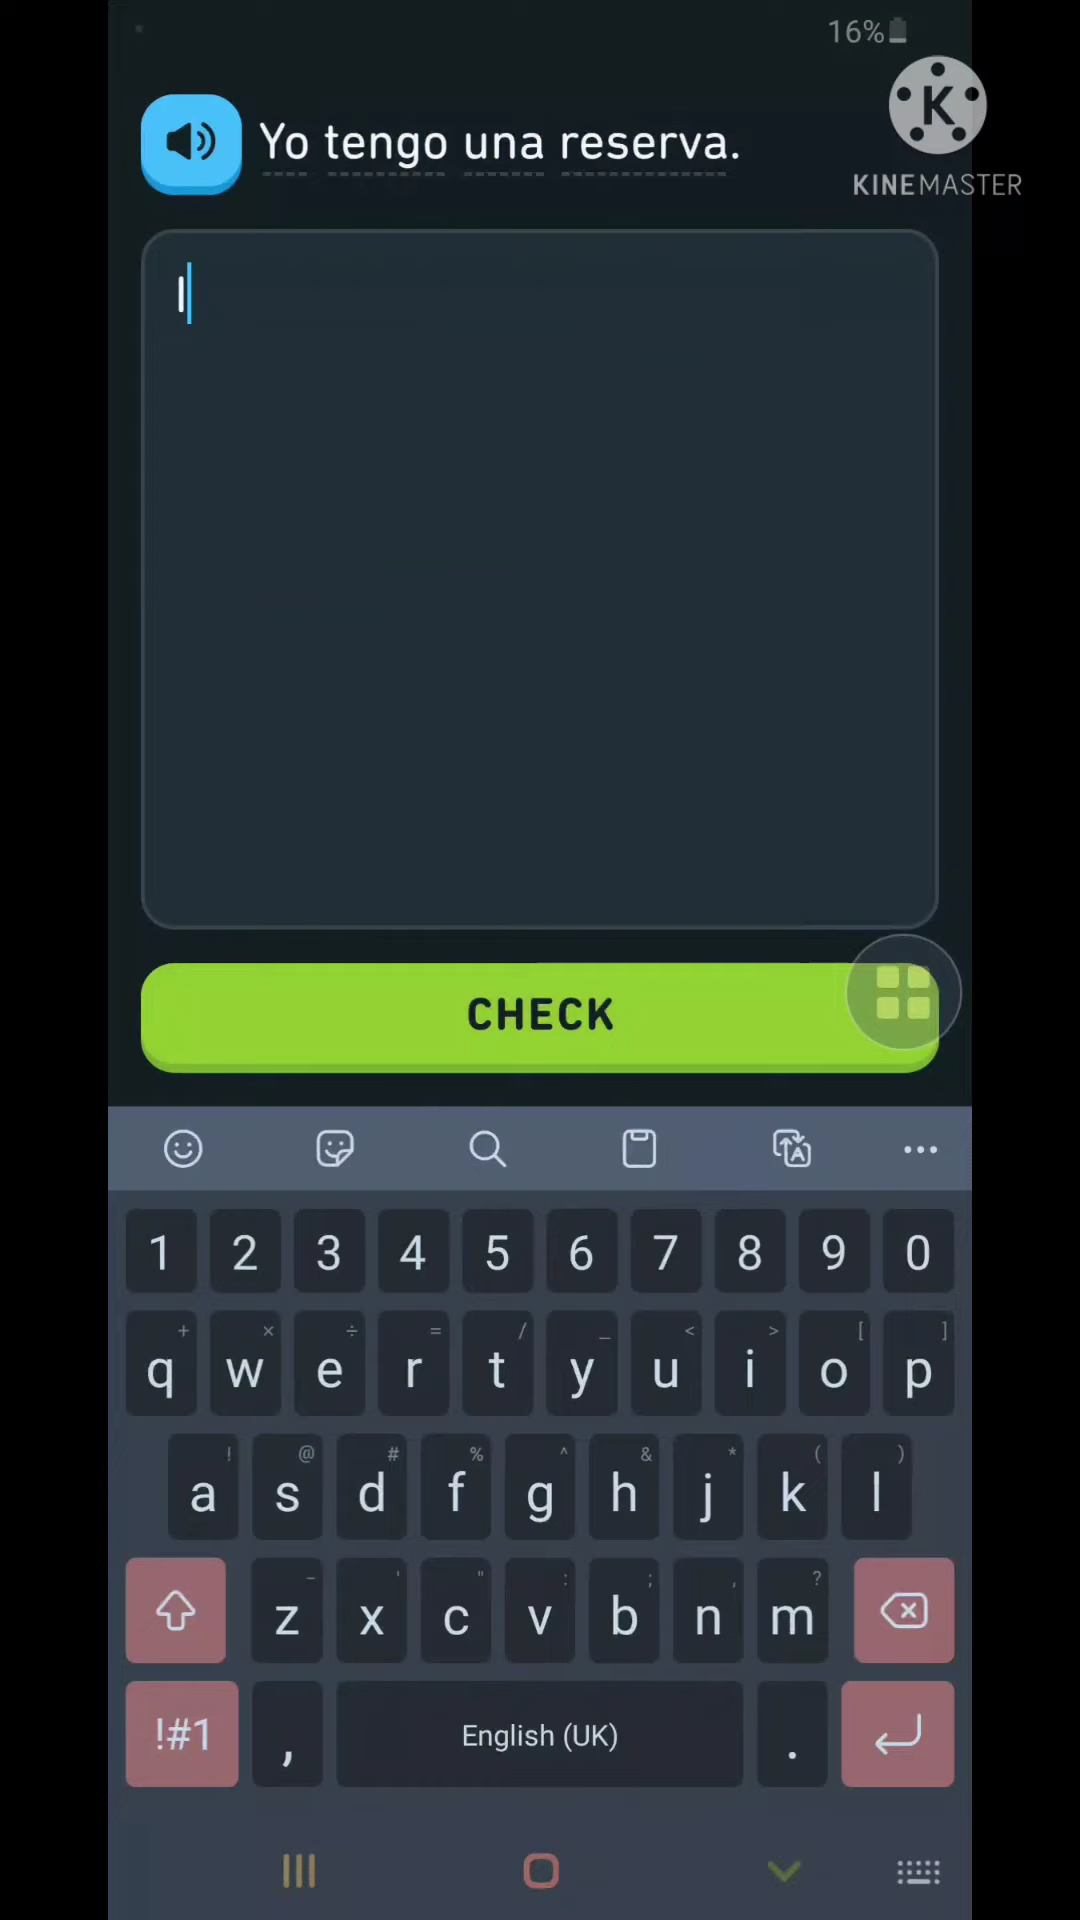 16%
Yo tengo una reserva.
K
KINEMASTER
I
CHECK
1 2 3 4 5 6 7 8 9 0
+ × ÷ = / _ < > [ ]
q w e r t y u i o p
! @ # % ^ & * ( )
a s d f g h j k l
- ' " : ; , ?
z x c v b n m
!#1 , English (UK) .